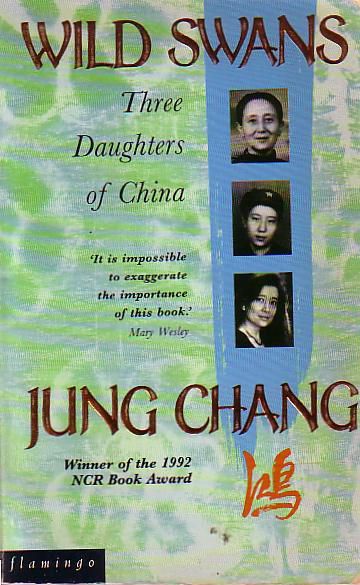 WILD SWANS
Three
Daughters
of China
'It is impossible
to exaggerate
the importance
of this book.'
Mary Wesley
JUNG CHANG
Winner of the 1992
NCR Book Award
鴻
flamingo